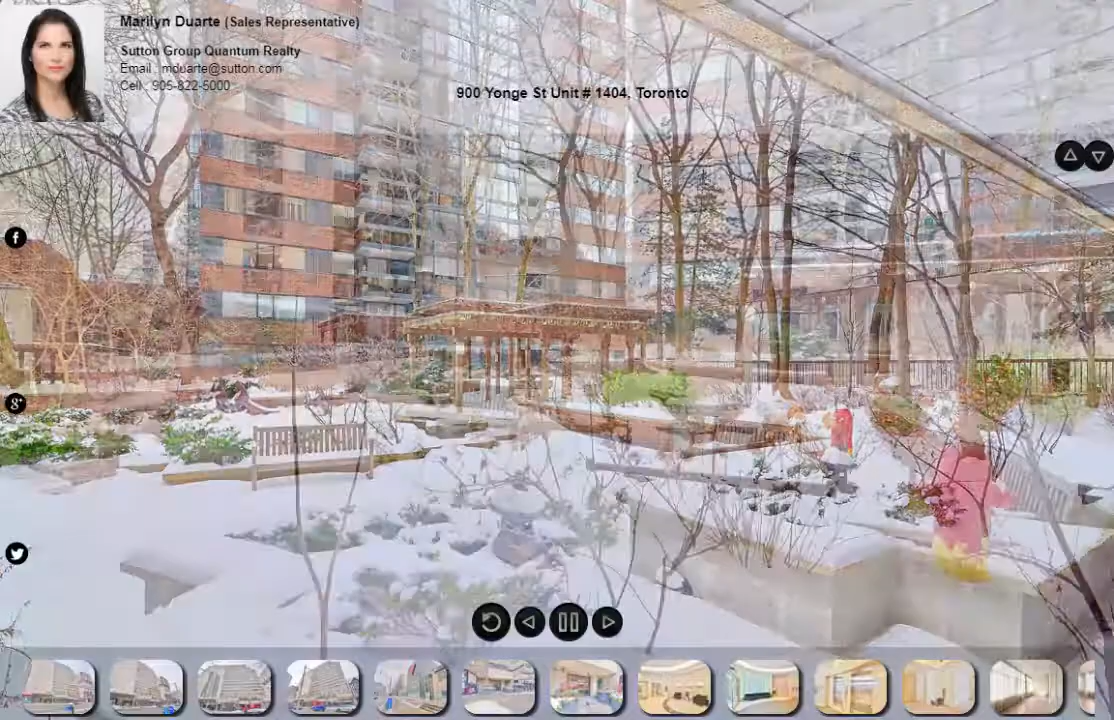 Marilyn Duarte (Sales Representative)
Sutton Group Quantum Realty
Email : mduarte@sutton.com
Cell : 905-822-5000
900 Yonge St Unit # 1404, Toronto